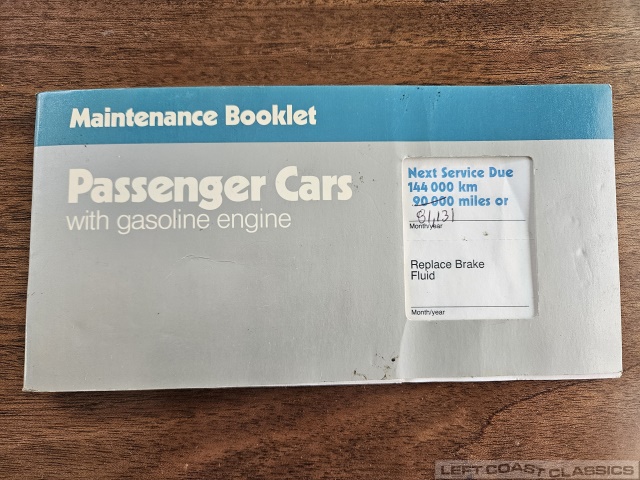 Maintenance Booklet
Passenger Cars
with gasoline engine
Next Service Due
144 000 km
90 000 miles or
81,131
Month/year
Replace Brake
Fluid
Month/year
LEFT COAST CLASSICS